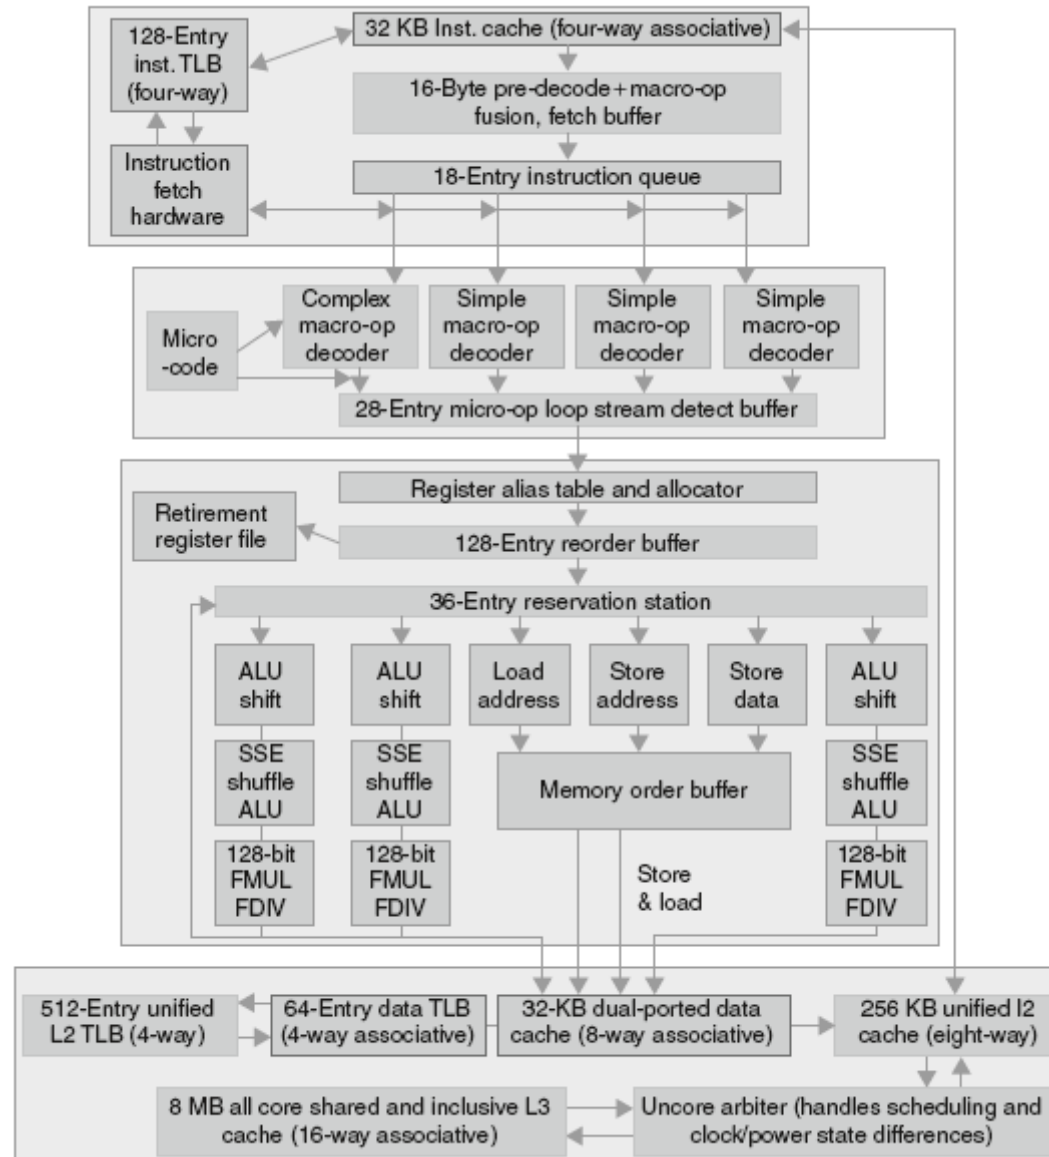 128-Entry
inst. TLB
(four-way)
32 KB Inst. cache (four-way associative)
16-Byte pre-decode+macro-op
fusion, fetch buffer
Instruction
fetch
hardware
18-Entry instruction queue
Micro
-code
Complex
macro-op
decoder
Simple
macro-op
decoder
Simple
macro-op
decoder
Simple
macro-op
decoder
28-Entry micro-op loop stream detect buffer
Register alias table and allocator
Retirement
register file
128-Entry reorder buffer
36-Entry reservation station
ALU
shift
ALU
shift
Load
address
Store
address
Store
data
ALU
shift
SSE
shuffle
ALU
SSE
shuffle
ALU
Memory order buffer
SSE
shuffle
ALU
128-bit
FMUL
FDIV
128-bit
FMUL
FDIV
Store
& load
128-bit
FMUL
FDIV
512-Entry unified
L2 TLB (4-way)
64-Entry data TLB
(4-way associative)
32-KB dual-ported data
cache (8-way associative)
256 KB unified l2
cache (eight-way)
8 MB all core shared and inclusive L3
cache (16-way associative)
Uncore arbiter (handles scheduling and
clock/power state differences)